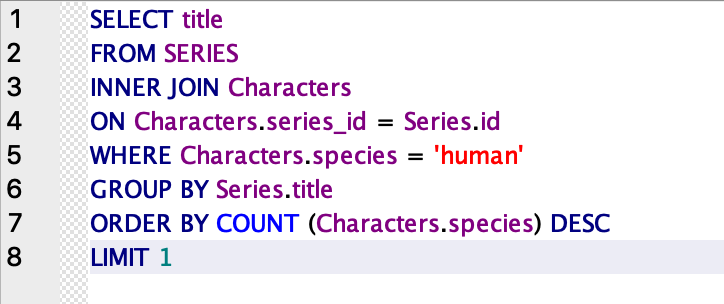 1 SELECT title
2 FROM SERIES
3 INNER JOIN Characters
4 ON Characters.series_id = Series.id
5 WHERE Characters.species = 'human'
6 GROUP BY Series.title
7 ORDER BY COUNT (Characters.species) DESC
8 LIMIT 1